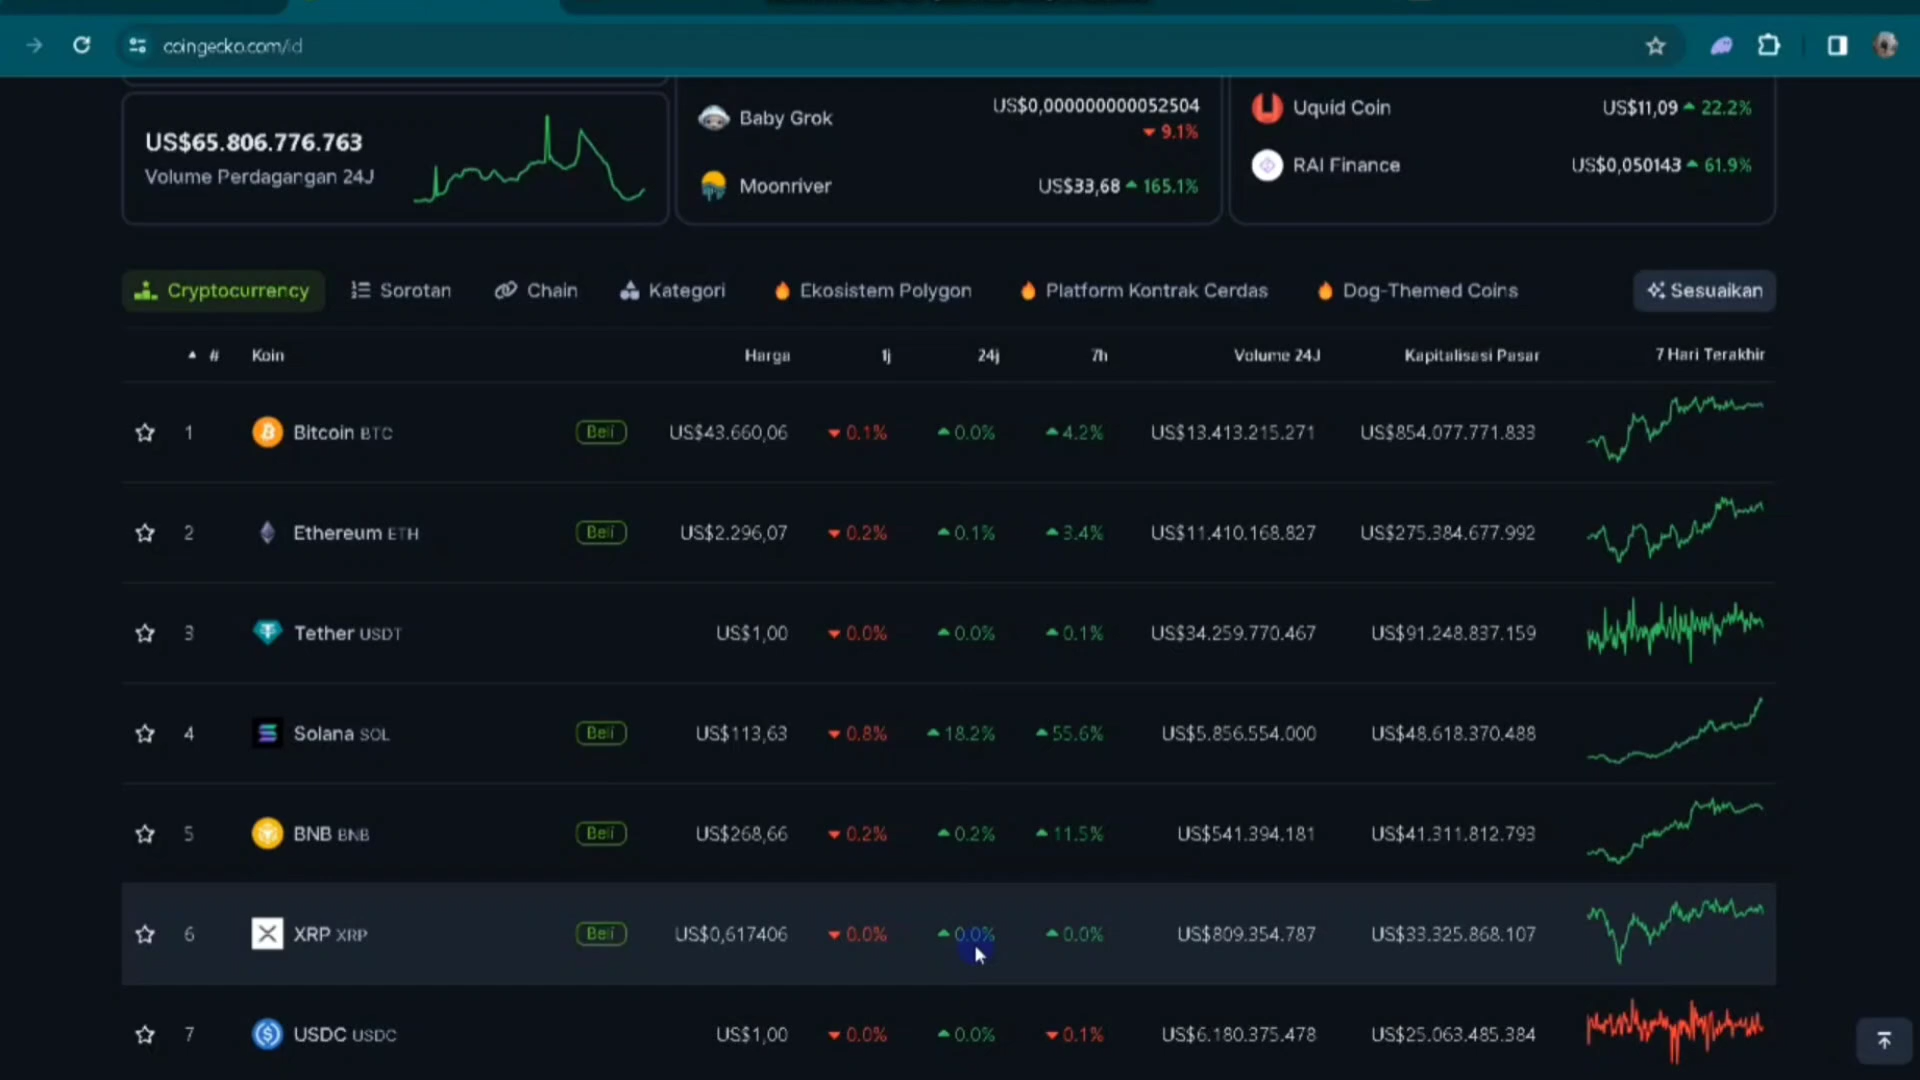 coingecko.com/id
US$65.806.776.763
Volume Perdagangan 24J
Baby Grok US$0,000000000052504
9.1%
Moonriver US$33,68 165.1%
Uquid Coin US$11,09 22.2%
RAI Finance US$0,050143 61.9%
Cryptocurrency Sorotan Chain Kategori Ekosistem Polygon Platform Kontrak Cerdas Dog-Themed Coins Sesuaikan
# Koin Harga 1j 24j 7h Volume 24J Kapitalisasi Pasar 7 Hari Terakhir
1 Bitcoin BTC Beli US$43.660,06 0.1% 0.0% 4.2% US$13.413.215.271 US$854.077.771.833
2 Ethereum ETH Beli US$2.296,07 0.2% 0.1% 3.4% US$11.410.168.827 US$275.384.677.992
3 Tether USDT US$1,00 0.0% 0.0% 0.1% US$34.259.770.467 US$91.248.837.159
4 Solana SOL Beli US$113,63 0.8% 18.2% 55.6% US$5.856.554.000 US$48.618.370.488
5 BNB BNB Beli US$268,66 0.2% 0.2% 11.5% US$541.394.181 US$41.311.812.793
6 XRP XRP Beli US$0,617406 0.0% 0.0% 0.0% US$809.354.787 US$33.325.868.107
7 USDC USDC US$1,00 0.0% 0.0% 0.1% US$6.180.375.478 US$25.063.485.384